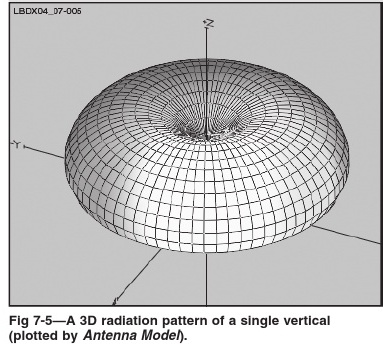 LBDX04_07-005
Z
Y
Fig 7-5—A 3D radiation pattern of a single vertical
(plotted by Antenna Model).